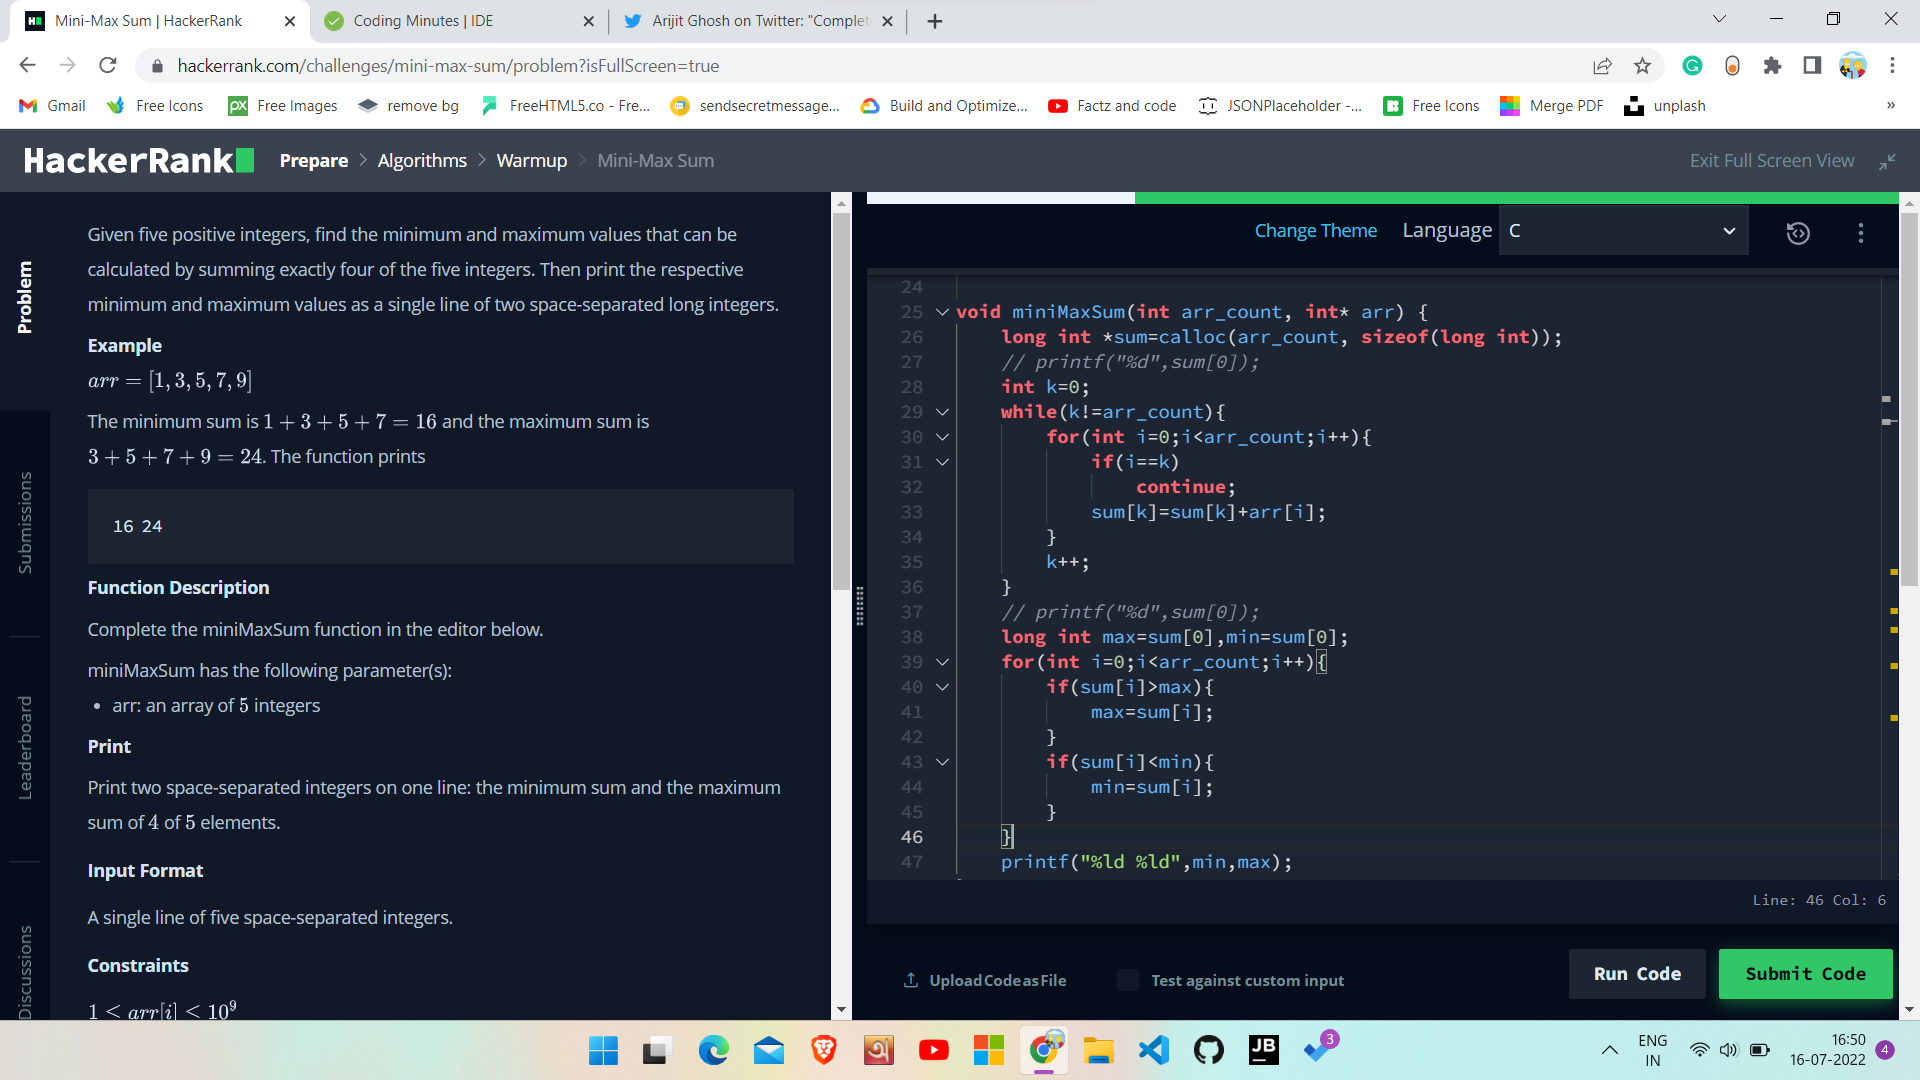 Mini-Max Sum | HackerRank
Coding Minutes | IDE
Arijit Ghosh on Twitter: "Complet
hackerrank.com/challenges/mini-max-sum/problem?isFullScreen=true
Gmail
Free Icons
Free Images
remove bg
FreeHTML5.co - Fre...
sendsecretmessage...
Build and Optimize...
Factz and code
JSONPlaceholder -...
Free Icons
Merge PDF
unplash
»
HackerRank
Prepare > Algorithms > Warmup > Mini-Max Sum
Exit Full Screen View
Problem
Submissions
Leaderboard
Discussions
Given five positive integers, find the minimum and maximum values that can be
calculated by summing exactly four of the five integers. Then print the respective
minimum and maximum values as a single line of two space-separated long integers.
Example
arr = [1, 3, 5, 7, 9]
The minimum sum is 1 + 3 + 5 + 7 = 16 and the maximum sum is
3 + 5 + 7 + 9 = 24. The function prints
16 24
Function Description
Complete the miniMaxSum function in the editor below.
miniMaxSum has the following parameter(s):
• arr: an array of 5 integers
Print
Print two space-separated integers on one line: the minimum sum and the maximum
sum of 4 of 5 elements.
Input Format
A single line of five space-separated integers.
Constraints
1 ≤ arr[i] ≤ 10⁹
Change Theme
Language
C
24
25 void miniMaxSum(int arr_count, int* arr) {
26     long int *sum=calloc(arr_count, sizeof(long int));
27     // printf("%d",sum[0]);
28     int k=0;
29     while(k!=arr_count){
30         for(int i=0;i<arr_count;i++){
31             if(i==k)
32                 continue;
33             sum[k]=sum[k]+arr[i];
34         }
35         k++;
36     }
37     // printf("%d",sum[0]);
38     long int max=sum[0],min=sum[0];
39     for(int i=0;i<arr_count;i++){
40         if(sum[i]>max){
41             max=sum[i];
42         }
43         if(sum[i]<min){
44             min=sum[i];
45         }
46     }
47     printf("%ld %ld",min,max);
Line: 46 Col: 6
Upload Code as File
Test against custom input
Run Code
Submit Code
JB
3
ENG
IN
16:50
16-07-2022
4